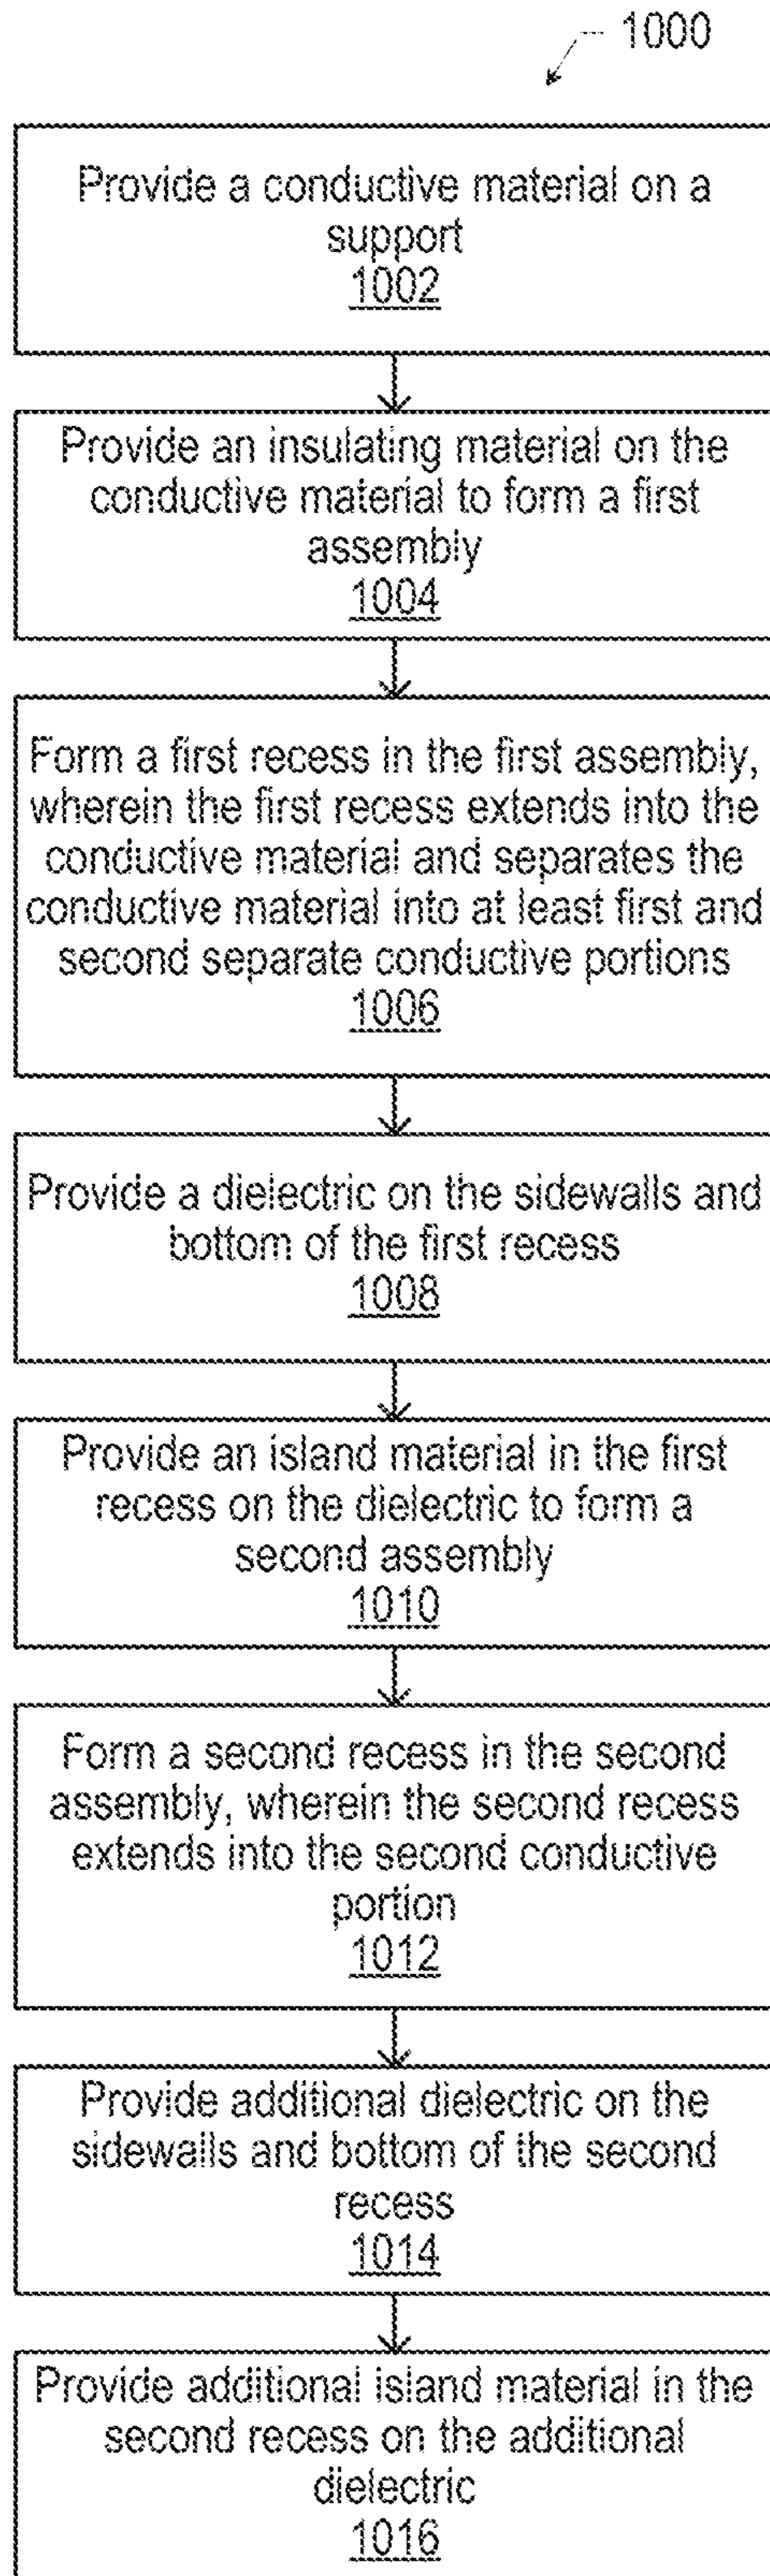 1000
Provide a conductive material on a
support
1002
Provide an insulating material on the
conductive material to form a first
assembly
1004
Form a first recess in the first assembly,
wherein the first recess extends into the
conductive material and separates the
conductive material into at least first and
second separate conductive portions
1006
Provide a dielectric on the sidewalls and
bottom of the first recess
1008
Provide an island material in the first
recess on the dielectric to form a
second assembly
1010
Form a second recess in the second
assembly, wherein the second recess
extends into the second conductive
portion
1012
Provide additional dielectric on the
sidewalls and bottom of the second
recess
1014
Provide additional island material in the
second recess on the additional
dielectric
1016